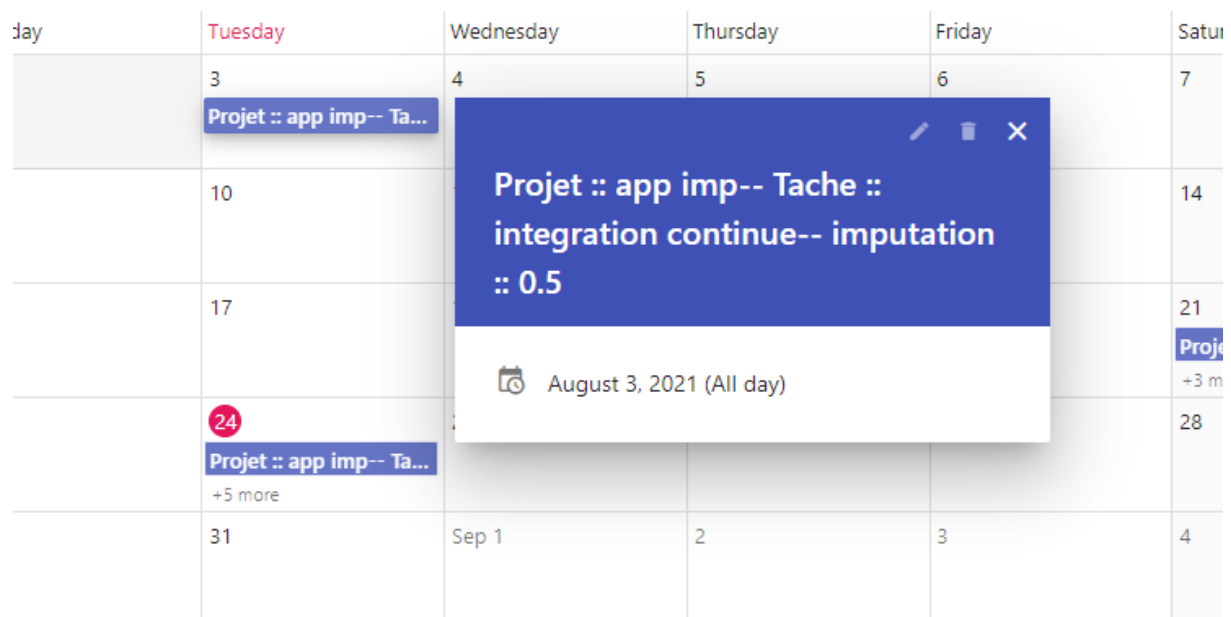 day Tuesday Wednesday Thursday Friday Satur
3 4 5 6 7
Projet :: app imp-- Ta...
Projet :: app imp-- Tache ::
integration continue-- imputation
:: 0.5
August 3, 2021 (All day)
10 14
17 21
Proje
+3 m
24 28
Projet :: app imp-- Ta...
+5 more
31 Sep 1 2 3 4